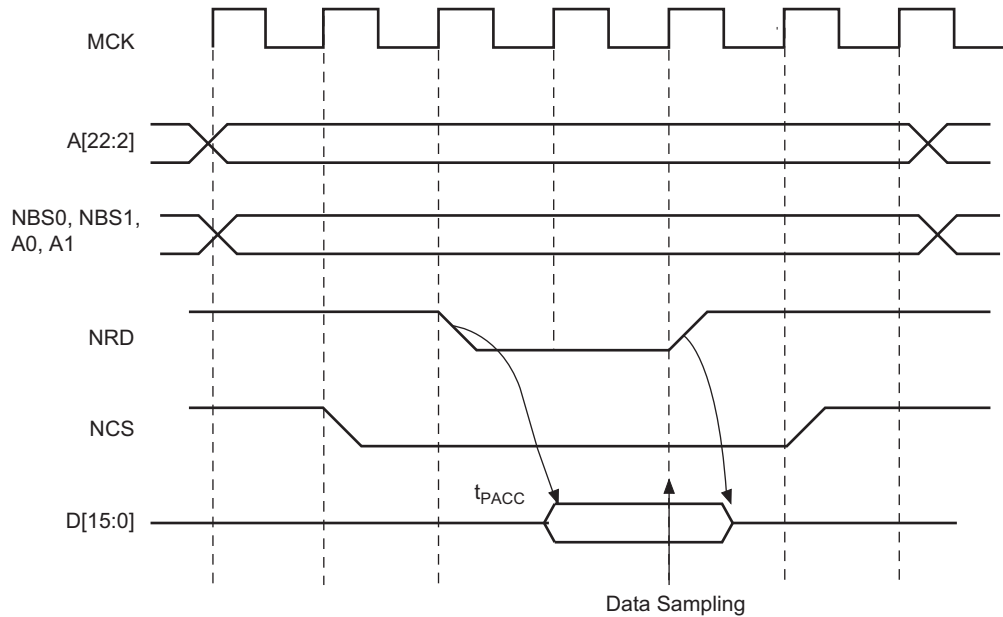 MCK
A[22:2]
NBS0, NBS1,
A0, A1
NRD
NCS
tPACC
D[15:0]
Data Sampling